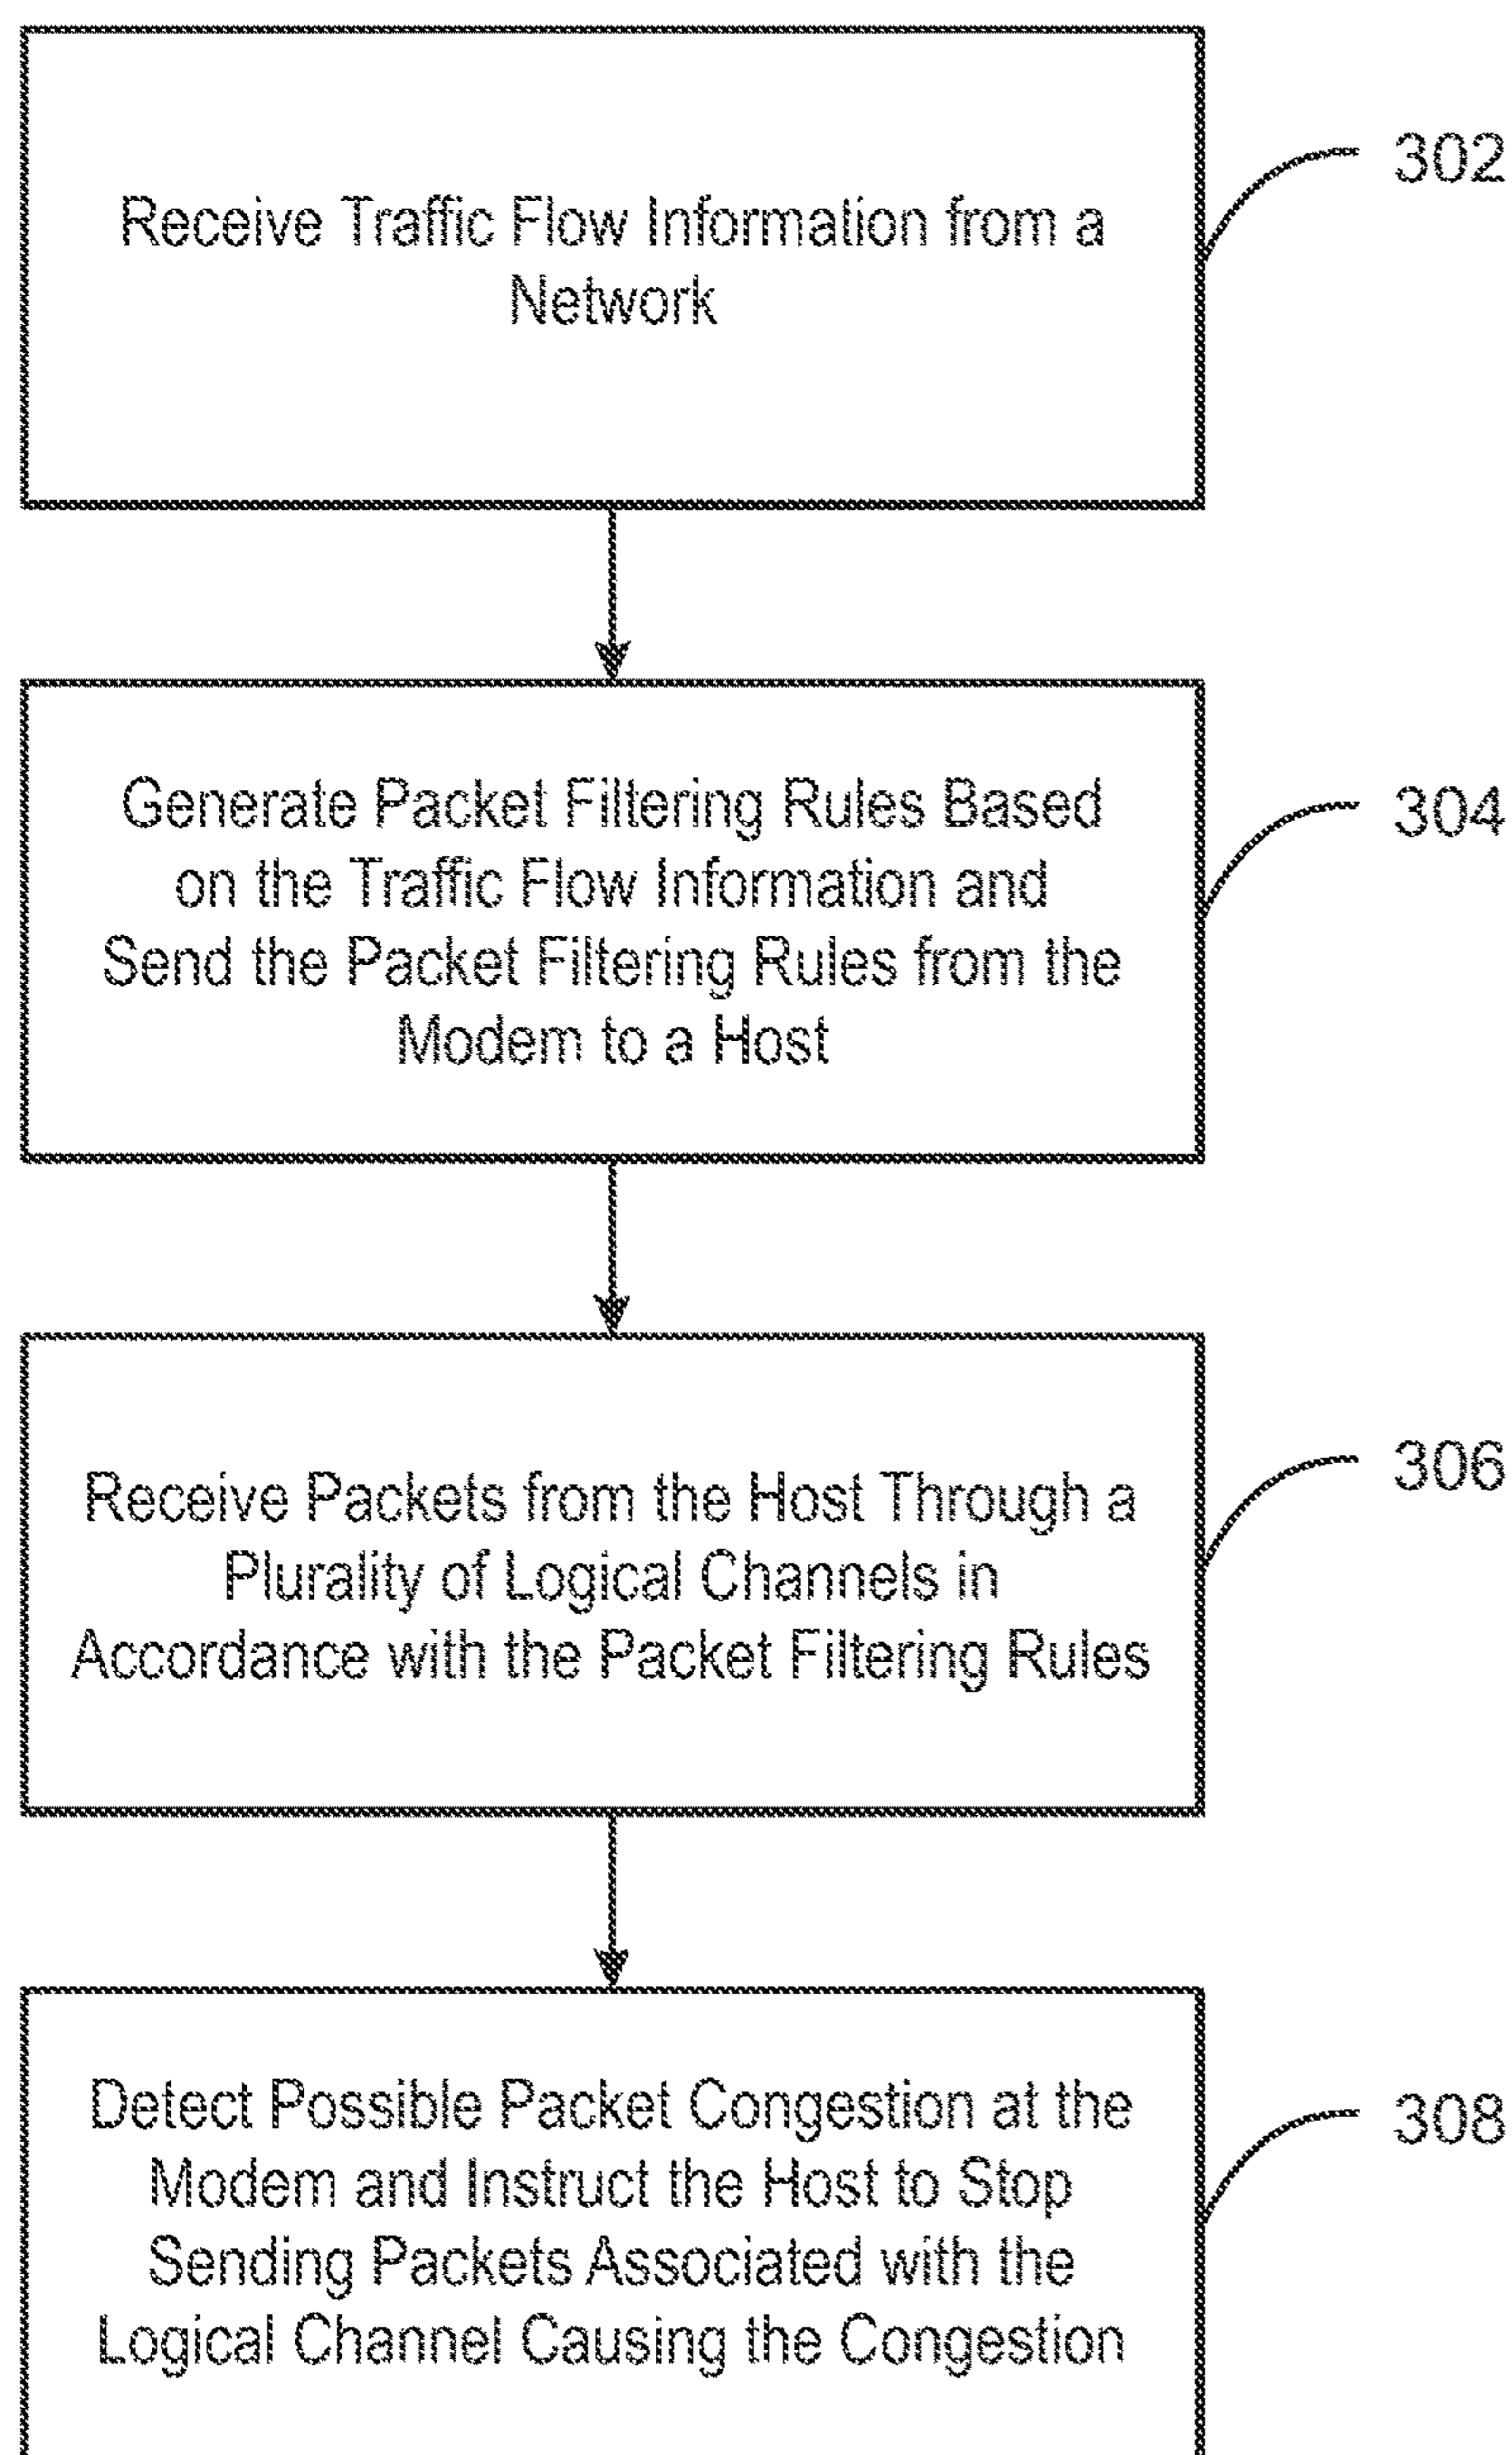 302
Receive Traffic Flow Information from a
Network
304
Generate Packet Filtering Rules Based
on the Traffic Flow Information and
Send the Packet Filtering Rules from the
Modem to a Host
306
Receive Packets from the Host Through a
Plurality of Logical Channels in
Accordance with the Packet Filtering Rules
308
Detect Possible Packet Congestion at the
Modem and Instruct the Host to Stop
Sending Packets Associated with the
Logical Channel Causing the Congestion